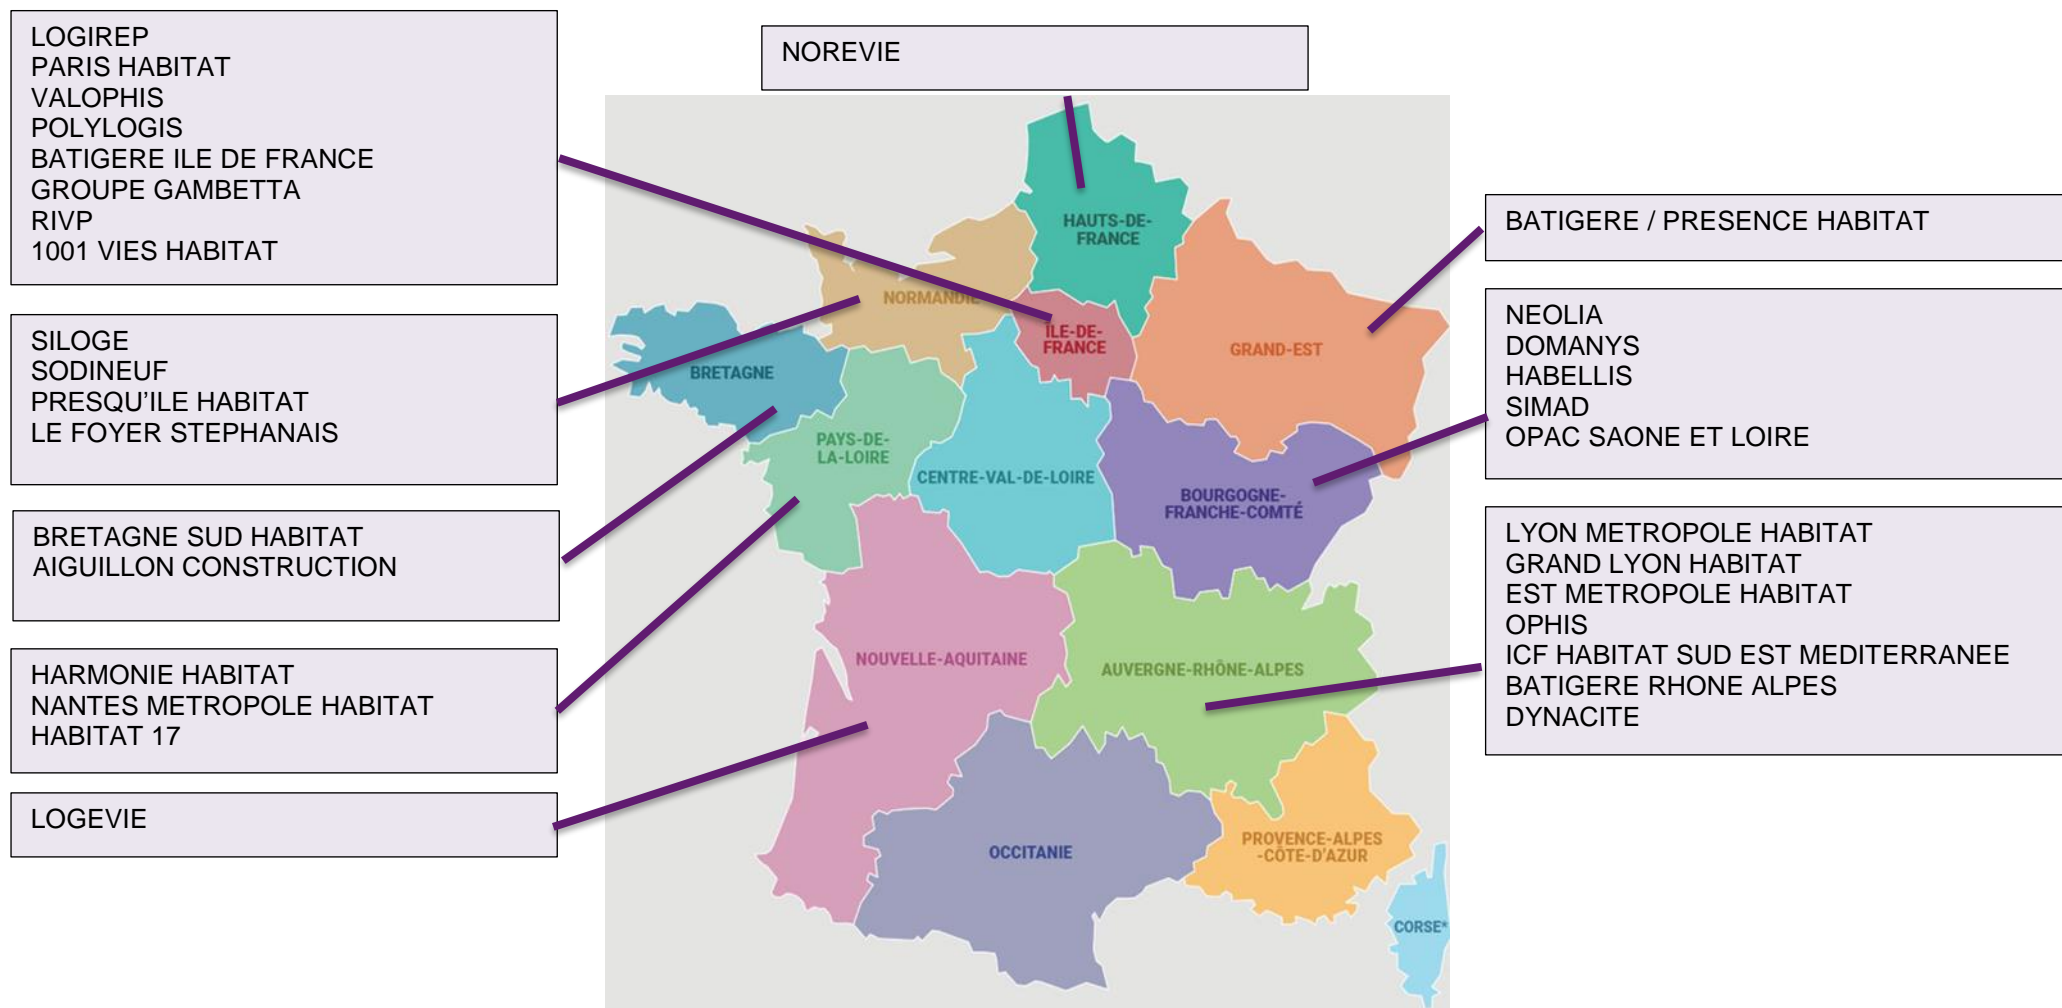 LOGIREP
PARIS HABITAT
VALOPHIS
POLYLOGIS
BATIGERE ILE DE FRANCE
GROUPE GAMBETTA
RIVP
1001 VIES HABITAT
SILOGE
SODINEUF
PRESQU’ILE HABITAT
LE FOYER STEPHANAIS
BRETAGNE SUD HABITAT
AIGUILLON CONSTRUCTION
HARMONIE HABITAT
NANTES METROPOLE HABITAT
HABITAT 17
LOGEVIE
NOREVIE
HAUTS-DE-
FRANCE
NORMANDIE
ILE-DE-
FRANCE
GRAND-EST
BRETAGNE
PAYS-DE-
LA-LOIRE
CENTRE-VAL-DE-LOIRE
BOURGOGNE-
FRANCHE-COMTÉ
NOUVELLE-AQUITAINE
AUVERGNE-RHÔNE-ALPES
OCCITANIE
PROVENCE-ALPES
-CÔTE-D'AZUR
CORSE*
BATIGERE / PRESENCE HABITAT
NEOLIA
DOMANYS
HABELLIS
SIMAD
OPAC SAONE ET LOIRE
LYON METROPOLE HABITAT
GRAND LYON HABITAT
EST METROPOLE HABITAT
OPHIS
ICF HABITAT SUD EST MEDITERRANEE
BATIGERE RHONE ALPES
DYNACITE